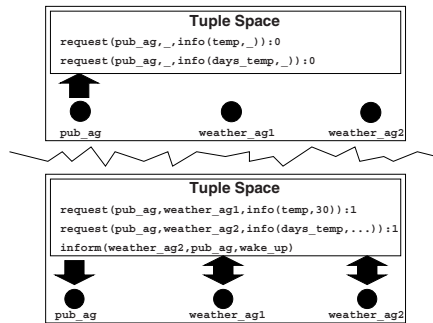 Tuple Space
request(pub_ag,_,info(temp,_)):0
request(pub_ag,_,info(days_temp,_)):0
pub_ag weather_ag1 weather_ag2
Tuple Space
request(pub_ag,weather_ag1,info(temp,30)):1
request(pub_ag,weather_ag2,info(days_temp,...)):1
inform(weather_ag2,pub_ag,wake_up)
pub_ag weather_ag1 weather_ag2